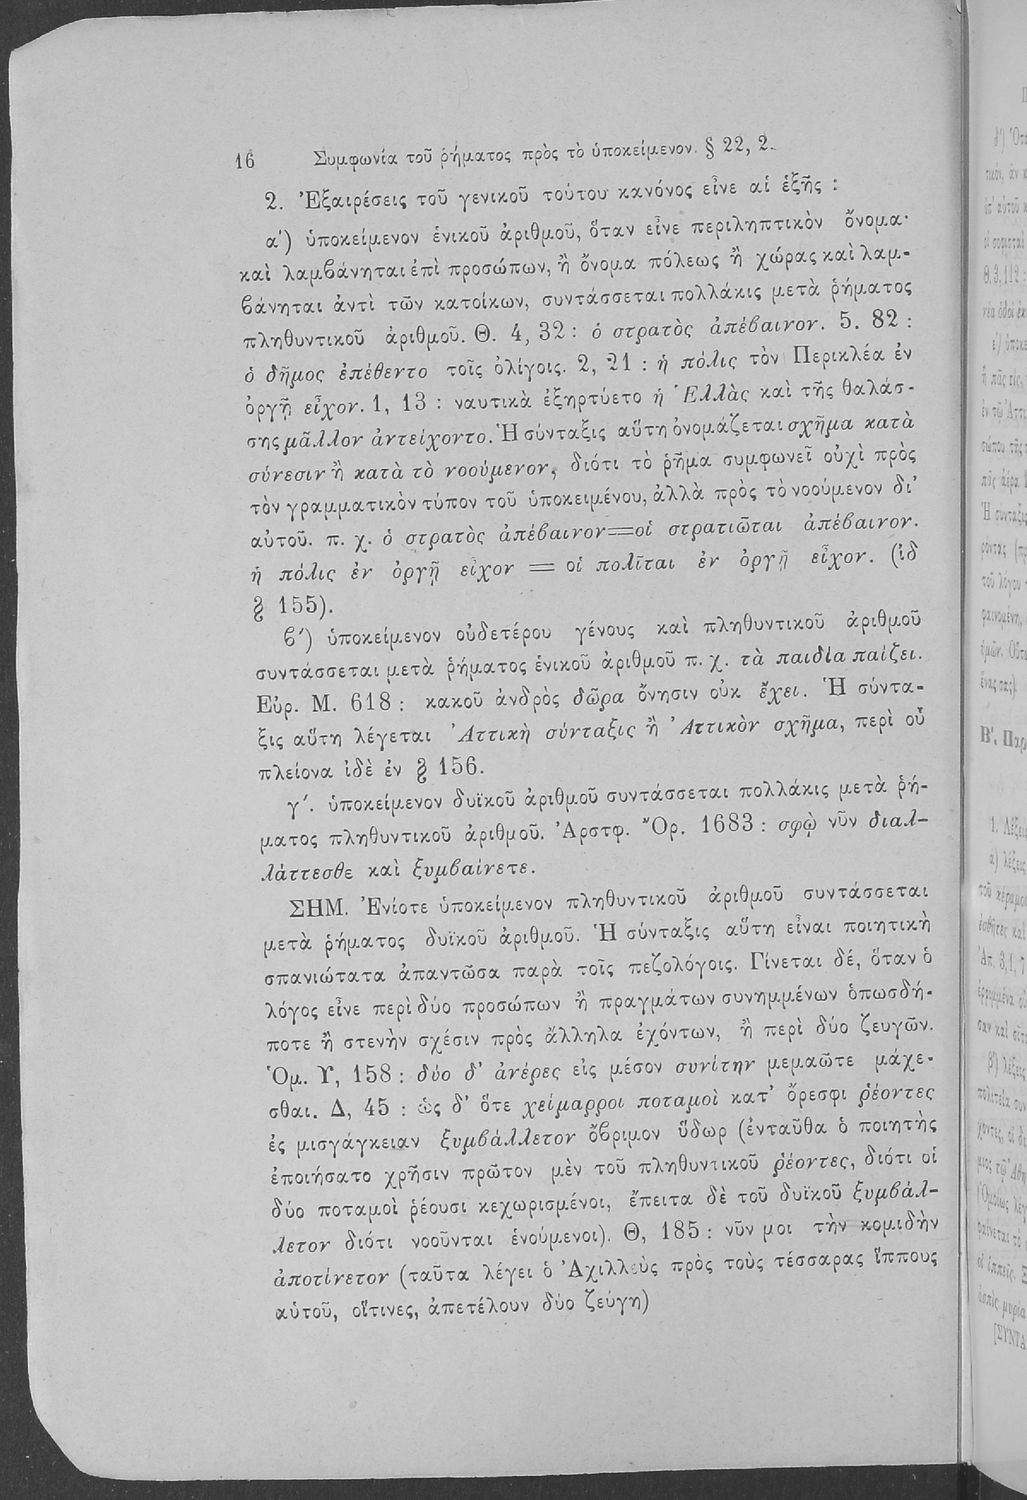 16 Συμφωνία τοῦ ῥήματος πρὸς τὸ ὑποκείμενον. § 22, 2.
2. Ἐξαιρέσεις τοῦ γενικοῦ τούτου κανόνος εἶνε αἱ ἑξῆς :
α′) ὑποκείμενον ἑνικοῦ ἀριθμοῦ, ὅταν εἶνε περιληπτικὸν ὄνομα·
καὶ λαμβάνηται ἐπὶ προσώπων, ἢ ὄνομα πόλεως ἢ χώρας καὶ λαμ-
βάνηται ἀντὶ τῶν κατοίκων, συντάσσεται πολλάκις μετὰ ῥήματος
πληθυντικοῦ ἀριθμοῦ. Θ. 4, 32 : ὁ στρατὸς ἀπέβαινον. 5. 82 :
ὁ δῆμος ἐπέθεντο τοῖς ὀλίγοις. 2, 21 : ἡ πόλις τὸν Περικλέα ἐν
ὀργῇ εἶχον. 1, 13 : ναυτικὰ ἐξηρτύετο ἡ Ἑλλὰς καὶ τῆς θαλάσ-
σης μᾶλλον ἀντείχοντο. Ἡ σύνταξις αὕτη ὀνομάζεται σχῆμα κατὰ
σύνεσιν ἢ κατὰ τὸ νοούμενον, διότι τὸ ῥῆμα συμφωνεῖ οὐχὶ πρὸς
τὸν γραμματικὸν τύπον τοῦ ὑποκειμένου, ἀλλὰ πρὸς τὸ νοούμενον δι'
αὐτοῦ. π. χ. ὁ στρατὸς ἀπέβαινον=οἱ στρατιῶται ἀπέβαινον.
ἡ πόλις ἐν ὀργῇ εἶχον = οἱ πολῖται ἐν ὀργῇ εἶχον. (ἰδ
§ 155).
β′) ὑποκείμενον οὐδετέρου γένους καὶ πληθυντικοῦ ἀριθμοῦ
συντάσσεται μετὰ ῥήματος ἑνικοῦ ἀριθμοῦ π. χ. τὰ παιδία παίζει.
Εὐρ. Μ. 618 : κακοῦ ἀνδρὸς δῶρα ὄνησιν οὐκ ἔχει. Ἡ σύντα-
ξις αὕτη λέγεται Ἀττικὴ σύνταξις ἢ Ἀττικὸν σχῆμα, περὶ οὗ
πλείονα ἰδὲ ἐν § 156.
γ′. ὑποκείμενον δυϊκοῦ ἀριθμοῦ συντάσσεται πολλάκις μετὰ ῥή-
ματος πληθυντικοῦ ἀριθμοῦ. Ἀρστφ. Ὄρ. 1683 : σφῲ νῦν διαλ-
λάττεσθε καὶ ξυμβαίνετε.
ΣΗΜ. Ἐνίοτε ὑποκείμενον πληθυντικοῦ ἀριθμοῦ συντάσσεται
μετὰ ῥήματος δυϊκοῦ ἀριθμοῦ. Ἡ σύνταξις αὕτη εἶναι ποιητικὴ
σπανιώτατα ἀπαντῶσα παρὰ τοῖς πεζολόγοις. Γίνεται δέ, ὅταν ὁ
λόγος εἶνε περὶ δύο προσώπων ἢ πραγμάτων συνημμένων ὁπωσδή-
ποτε ἢ στενὴν σχέσιν πρὸς ἄλληλα ἐχόντων, ἢ περὶ δύο ζευγῶν.
Ὁμ. Υ, 158 : δύο δ' ἀνέρες εἰς μέσον συνίτην μεμαῶτε μάχε-
σθαι. Δ, 45 : ὡς δ' ὅτε χείμαρροι ποταμοὶ κατ' ὄρεσφι ῥέοντες
ἐς μισγάγκειαν ξυμβάλλετον ὄβριμον ὕδωρ (ἐνταῦθα ὁ ποιητὴς
ἐποιήσατο χρῆσιν πρῶτον μὲν τοῦ πληθυντικοῦ ῥέοντες, διότι οἱ
δύο ποταμοὶ ῥέουσι κεχωρισμένοι, ἔπειτα δὲ τοῦ δυϊκοῦ ξυμβάλ-
λετον διότι νοοῦνται ἑνούμενοι). Θ, 185 : νῦν μοι τὴν κομιδὴν
ἀποτίνετον (ταῦτα λέγει ὁ Ἀχιλλεὺς πρὸς τοὺς τέσσαρας ἵππους
αὑτοῦ, οἵτινες, ἀπετέλουν δύο ζεύγη)